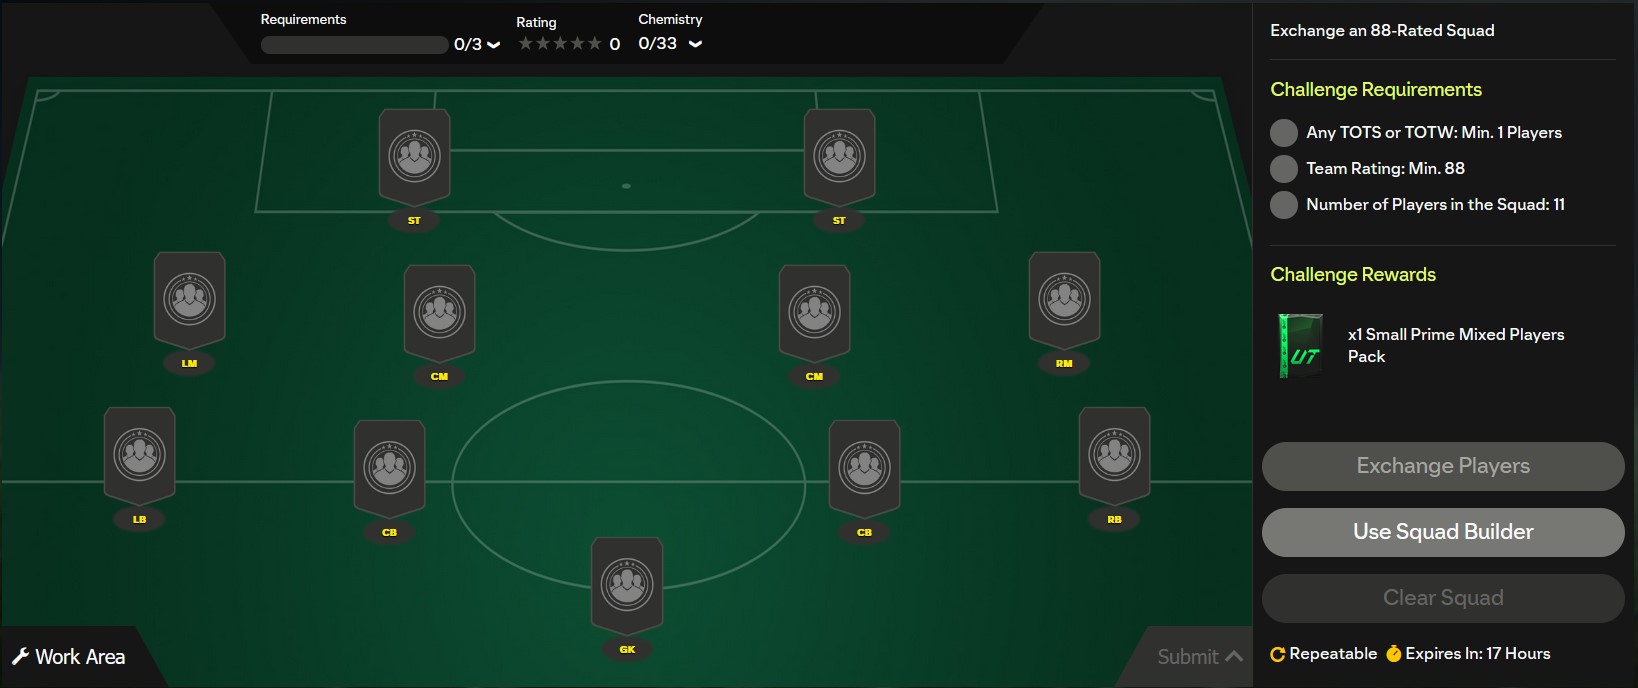 Requirements
0/3
Rating
0
Chemistry
0/33
ST
ST
LM
CM
CM
RM
LB
CB
CB
RB
GK
Work Area
Submit
Exchange an 88-Rated Squad
Challenge Requirements
Any TOTS or TOTW: Min. 1 Players
Team Rating: Min. 88
Number of Players in the Squad: 11
Challenge Rewards
UT
x1 Small Prime Mixed Players
Pack
Exchange Players
Use Squad Builder
Clear Squad
Repeatable
Expires In: 17 Hours